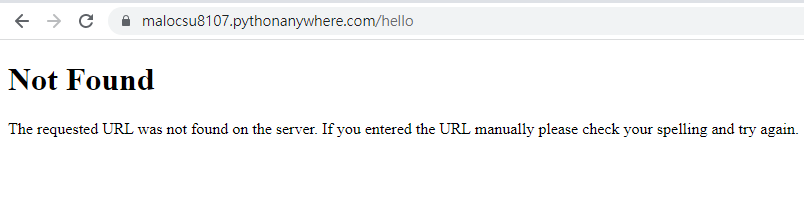 malocsu8107.pythonanywhere.com/hello
Not Found
The requested URL was not found on the server. If you entered the URL manually please check your spelling and try again.